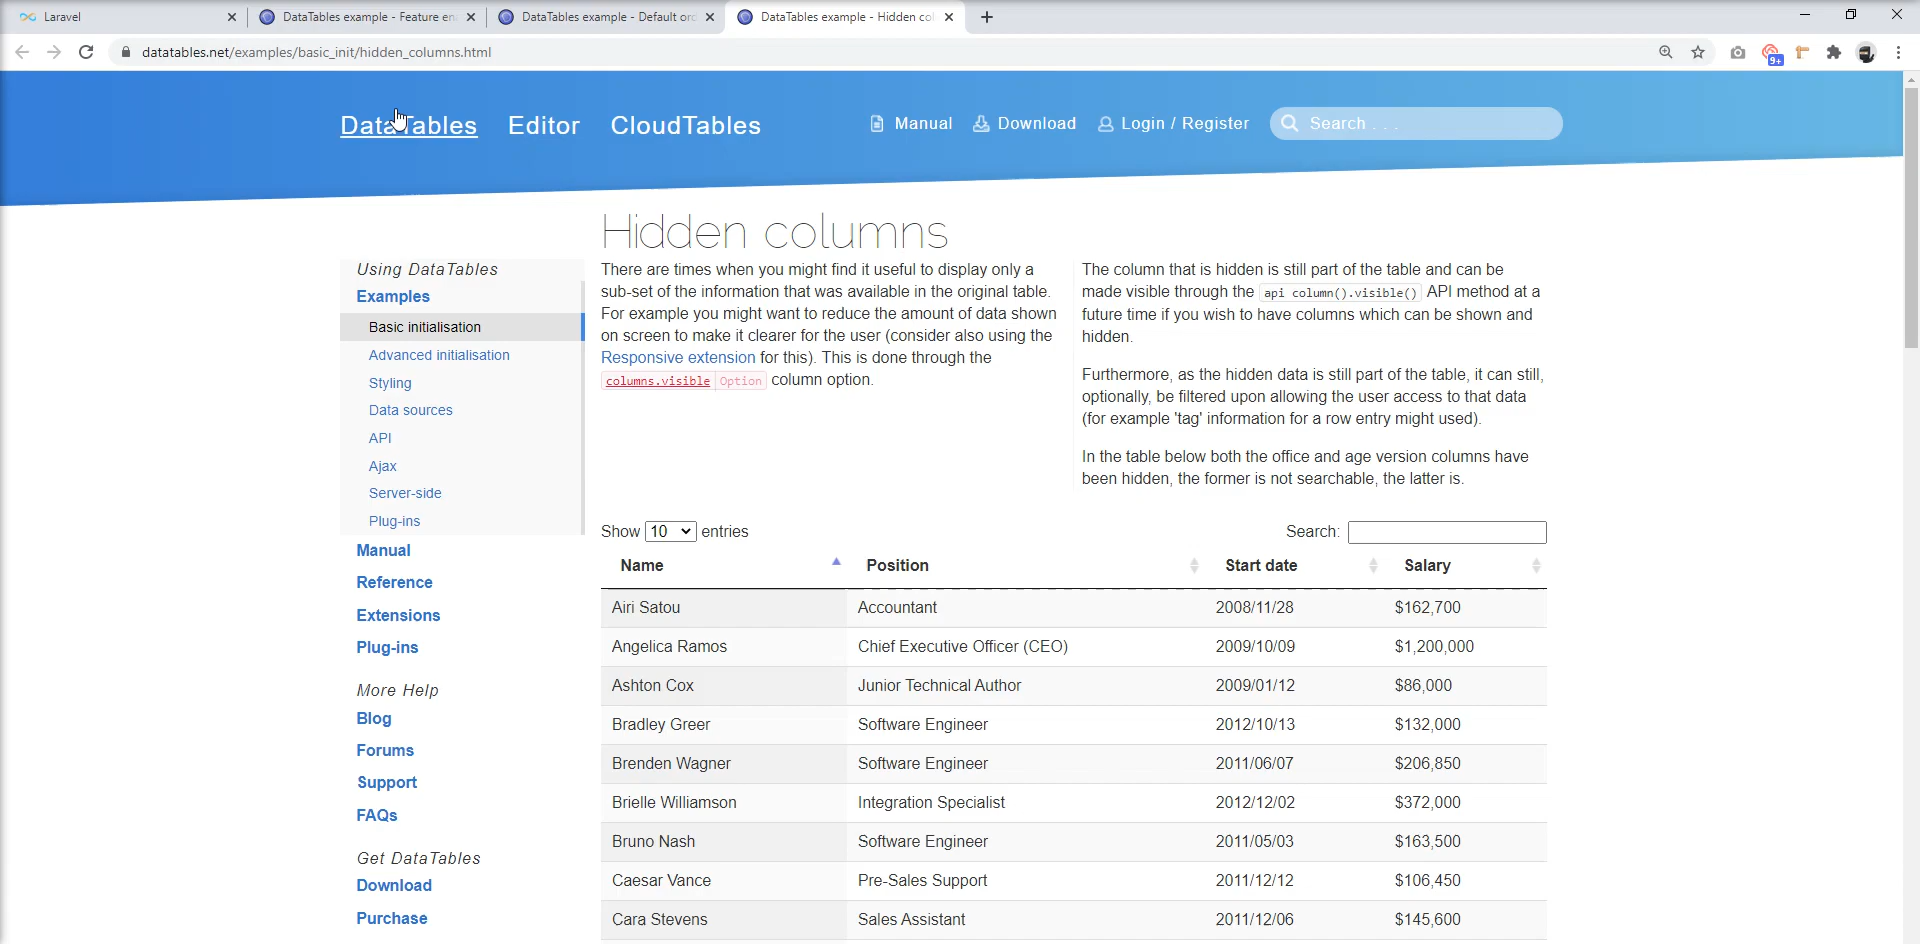 Laravel
DataTables example - Feature en
DataTables example - Default ord
DataTables example - Hidden col
datatables.net/examples/basic_init/hidden_columns.html
9+
DataTables Editor CloudTables
Manual Download Login / Register Search . . .
Hidden columns
Using DataTables
Examples
Basic initialisation
Advanced initialisation
Styling
Data sources
API
Ajax
Server-side
Plug-ins
Manual
Reference
Extensions
Plug-ins
More Help
Blog
Forums
Support
FAQs
Get DataTables
Download
Purchase
There are times when you might find it useful to display only a
sub-set of the information that was available in the original table.
For example you might want to reduce the amount of data shown
on screen to make it clearer for the user (consider also using the
Responsive extension for this). This is done through the
columns.visible Option column option.
The column that is hidden is still part of the table and can be
made visible through the api column().visible() API method at a
future time if you wish to have columns which can be shown and
hidden.
Furthermore, as the hidden data is still part of the table, it can still,
optionally, be filtered upon allowing the user access to that data
(for example 'tag' information for a row entry might used).
In the table below both the office and age version columns have
been hidden, the former is not searchable, the latter is.
Show 10 entries Search:
Name Position Start date Salary
Airi Satou Accountant 2008/11/28 $162,700
Angelica Ramos Chief Executive Officer (CEO) 2009/10/09 $1,200,000
Ashton Cox Junior Technical Author 2009/01/12 $86,000
Bradley Greer Software Engineer 2012/10/13 $132,000
Brenden Wagner Software Engineer 2011/06/07 $206,850
Brielle Williamson Integration Specialist 2012/12/02 $372,000
Bruno Nash Software Engineer 2011/05/03 $163,500
Caesar Vance Pre-Sales Support 2011/12/12 $106,450
Cara Stevens Sales Assistant 2011/12/06 $145,600